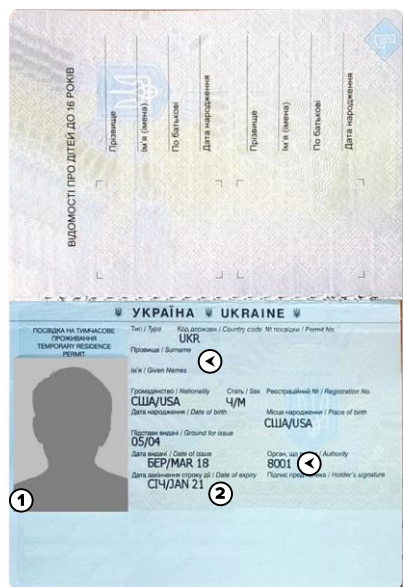 ВІДОМОСТІ ПРО ДІТЕЙ ДО 16 РОКІВ
Прізвище
Ім'я (імена)
По батькові
Дата народження
Прізвище
Ім'я (імена)
По батькові
Дата народження
УКРАЇНА UKRAINE
ПОСВІДКА НА ТИМЧАСОВЕ
ПРОЖИВАННЯ
TEMPORARY RESIDENCE
PERMIT
Тип / Type Код держави / Country code № посвідки / Permit No.
UKR
Прізвище / Surname
Ім'я / Given Names
Громадянство / Nationality Стать / Sex Реєстраційний № / Registration No.
США/USA Ч/M
Дата народження / Date of birth Місце народження / Place of birth
США/USA
Підстави видачі / Ground for issue
05/04
Дата видачі / Date of issue Орган, що / Authority
БЕР/MAR 18 8001
Дата закінчення строку дії / Date of expiry Підпис / Holder's signature
СІЧ/JAN 21
1
2